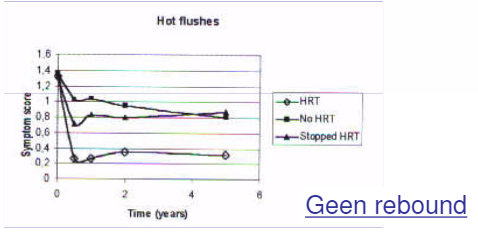 Hot flushes
Symptom score
1,6
1,4
1,2
1
0,8
0,6
0,4
0,2
0
0 2 4 6
Time (years)
HRT
No HRT
Stopped HRT
Geen rebound